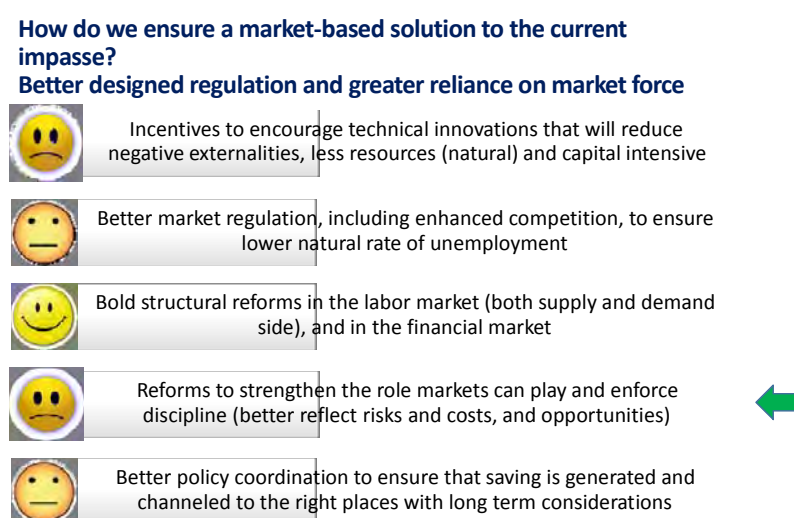 How do we ensure a market-based solution to the current
impasse?
Better designed regulation and greater reliance on market force
Incentives to encourage technical innovations that will reduce
negative externalities, less resources (natural) and capital intensive
Better market regulation, including enhanced competition, to ensure
lower natural rate of unemployment
Bold structural reforms in the labor market (both supply and demand
side), and in the financial market
Reforms to strengthen the role markets can play and enforce
discipline (better reflect risks and costs, and opportunities)
Better policy coordination to ensure that saving is generated and
channeled to the right places with long term considerations